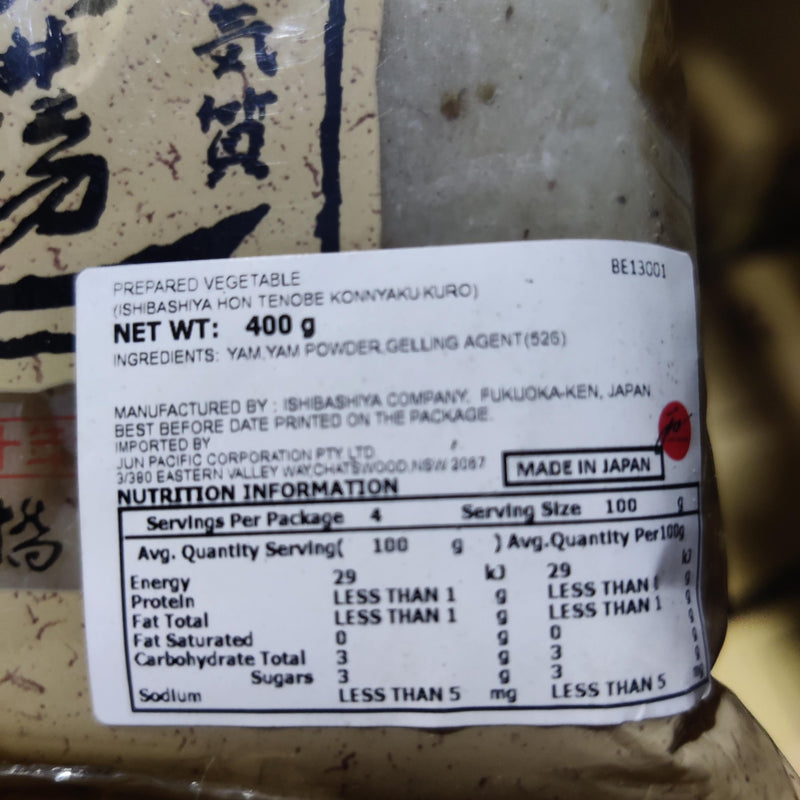 気質
蒻
橋
PREPARED VEGETABLE
BE13001
(ISHIBASHIYA HON TENOBE KONNYAKU KURO)
NET WT: 400 g
INGREDIENTS: YAM,YAM POWDER,GELLING AGENT(526)
MANUFACTURED BY : ISHIBASHIYA COMPANY, FUKUOKA-KEN, JAPAN
BEST BEFORE DATE PRINTED ON THE PACKAGE.
IMPORTED BY
JUN PACIFIC CORPORATION PTY LTD
3/380 EASTERN VALLEY WAY,CHATSWOOD,NSW 2067
MADE IN JAPAN
NUTRITION INFORMATION
Servings Per Package 4 Serving Size 100 g
Avg. Quantity Serving( 100 g ) Avg.Quantity Per100g
Energy 29 kJ 29 kJ
Protein LESS THAN 1 g LESS THAN 1 g
Fat Total LESS THAN 1 g LESS THAN 1 g
Fat Saturated 0 g 0 g
Carbohydrate Total 3 g 3 g
Sugars 3 g 3 g
Sodium LESS THAN 5 mg LESS THAN 5 mg